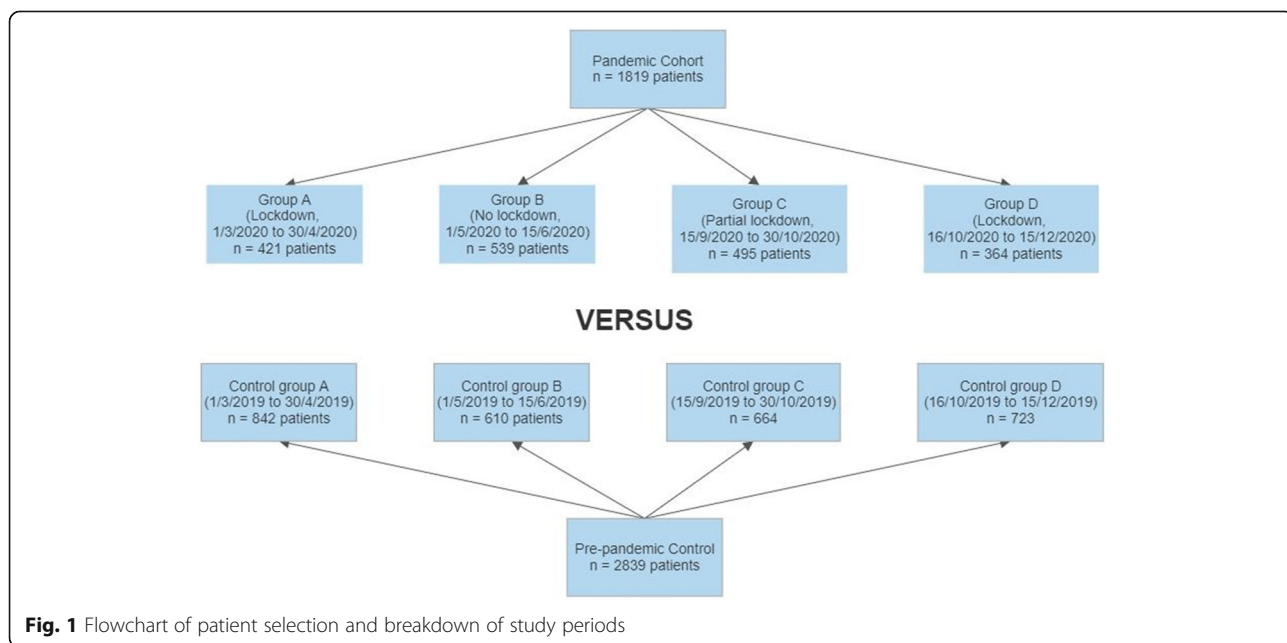 Pandemic Cohort
n = 1819 patients
Group A
(Lockdown,
1/3/2020 to 30/4/2020)
n = 421 patients
Group B
(No lockdown,
1/5/2020 to 15/6/2020)
n = 539 patients
Group C
(Partial lockdown,
15/9/2020 to 30/10/2020)
n = 495 patients
Group D
(Lockdown,
16/10/2020 to 15/12/2020)
n = 364 patients
VERSUS
Control group A
(1/3/2019 to 30/4/2019)
n = 842 patients
Control group B
(1/5/2019 to 15/6/2019)
n = 610 patients
Control group C
(15/9/2019 to 30/10/2019)
n = 664
Control group D
(16/10/2019 to 15/12/2019)
n = 723
Pre-pandemic Control
n = 2839 patients
Fig. 1 Flowchart of patient selection and breakdown of study periods